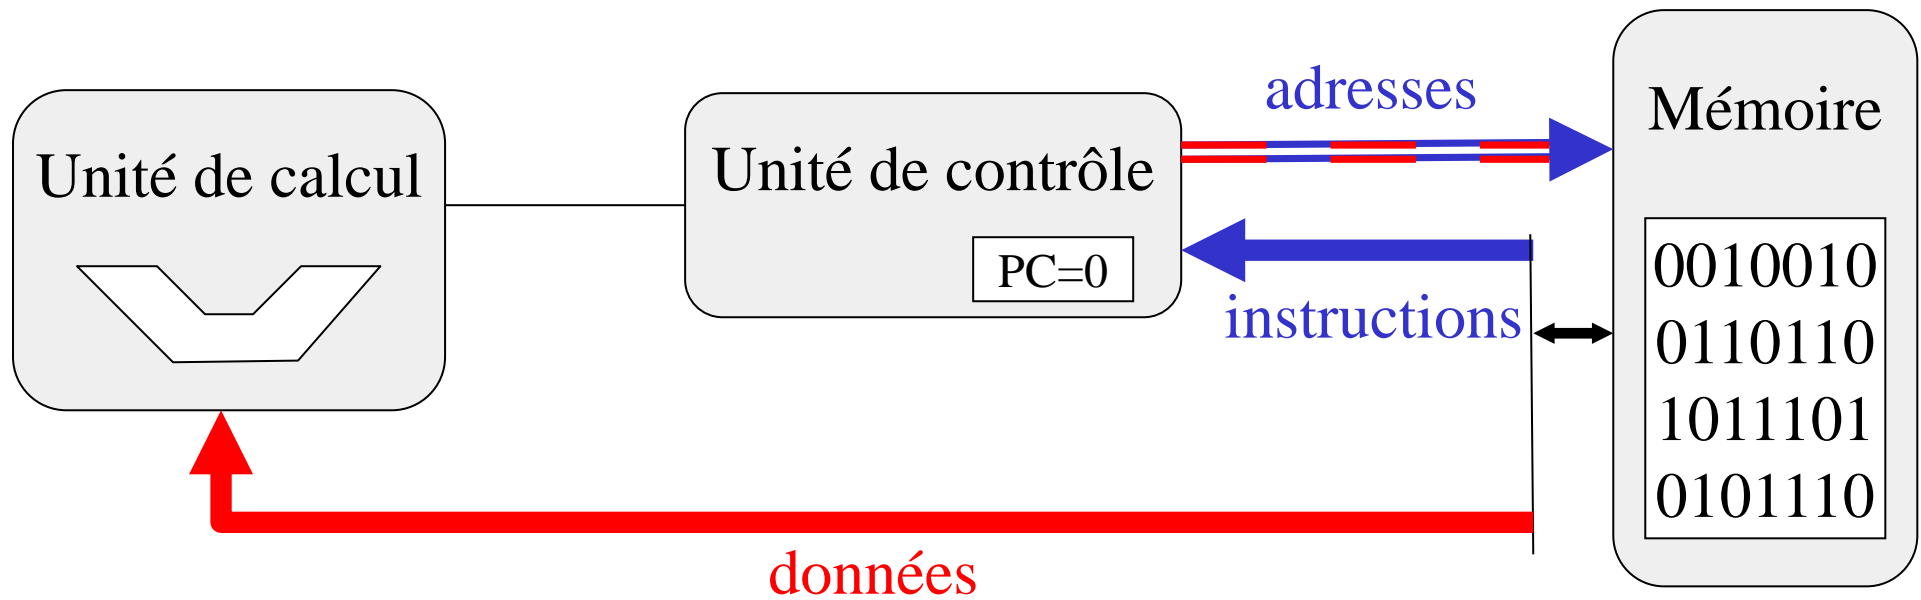 Unité de calcul
Unité de contrôle
PC=0
adresses
instructions
données
Mémoire
0010010
0110110
1011101
0101110